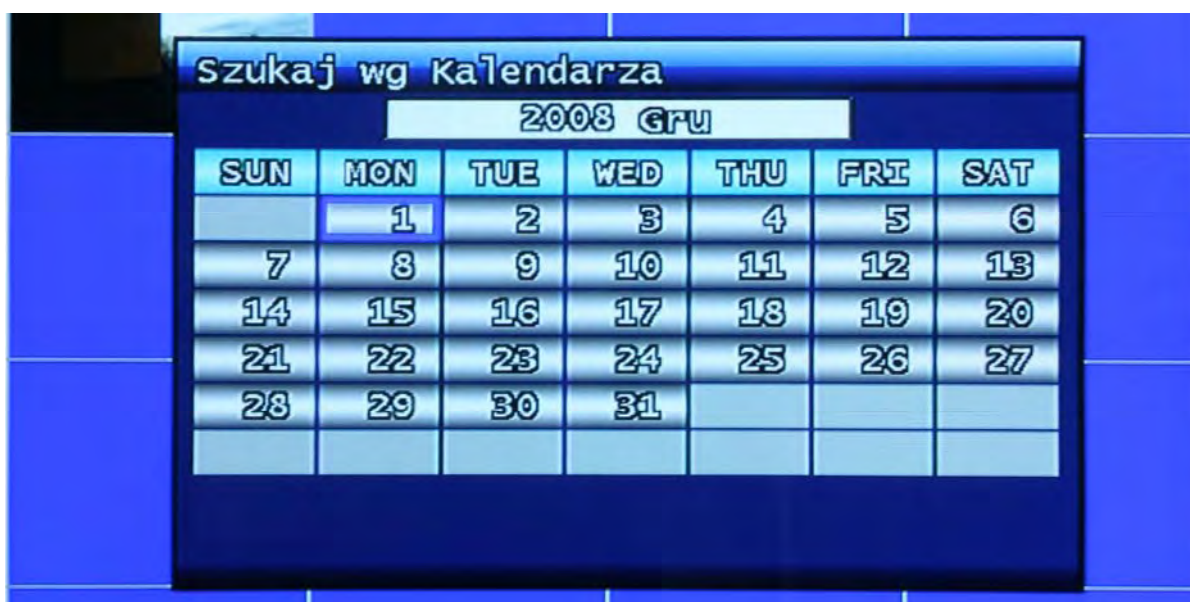 Szukaj wg Kalendarza
2008 Gru
SUN MON TUE WED THU FRI SAT
1 2 3 4 5 6
7 8 9 10 11 12 13
14 15 16 17 18 19 20
21 22 23 24 25 26 27
28 29 30 31